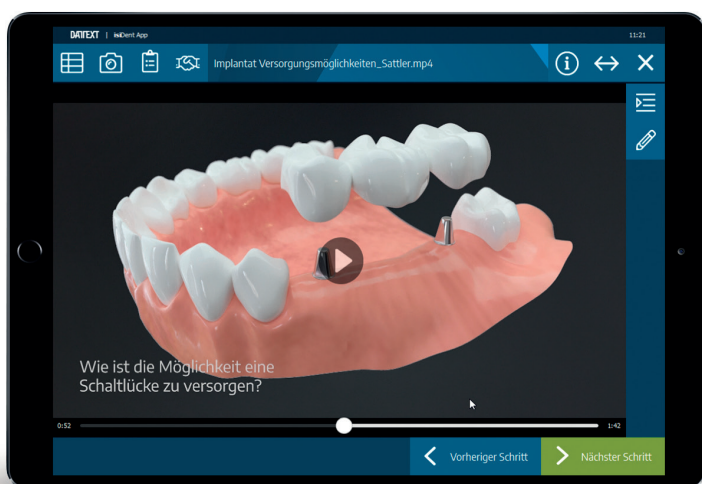 DATEXT | isiDent App
11:21
Implantat Versorgungsmöglichkeiten_Sattler.mp4
Wie ist die Möglichkeit eine
Schaltlücke zu versorgen?
0:52
1:42
Vorheriger Schritt
Nächster Schritt